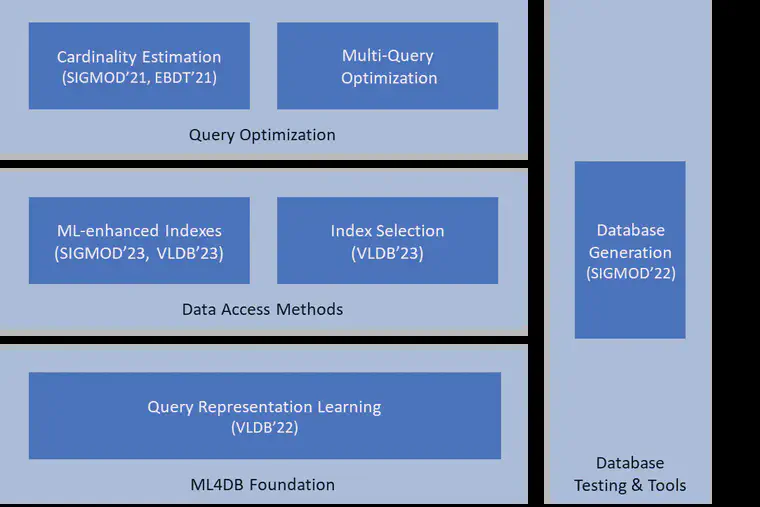 Cardinality Estimation
(SIGMOD'21, EBDT'21)
Multi-Query
Optimization
Query Optimization
ML-enhanced Indexes
(SIGMOD'23, VLDB'23)
Index Selection
(VLDB'23)
Data Access Methods
Query Representation Learning
(VLDB'22)
ML4DB Foundation
Database
Generation
(SIGMOD'22)
Database
Testing & Tools